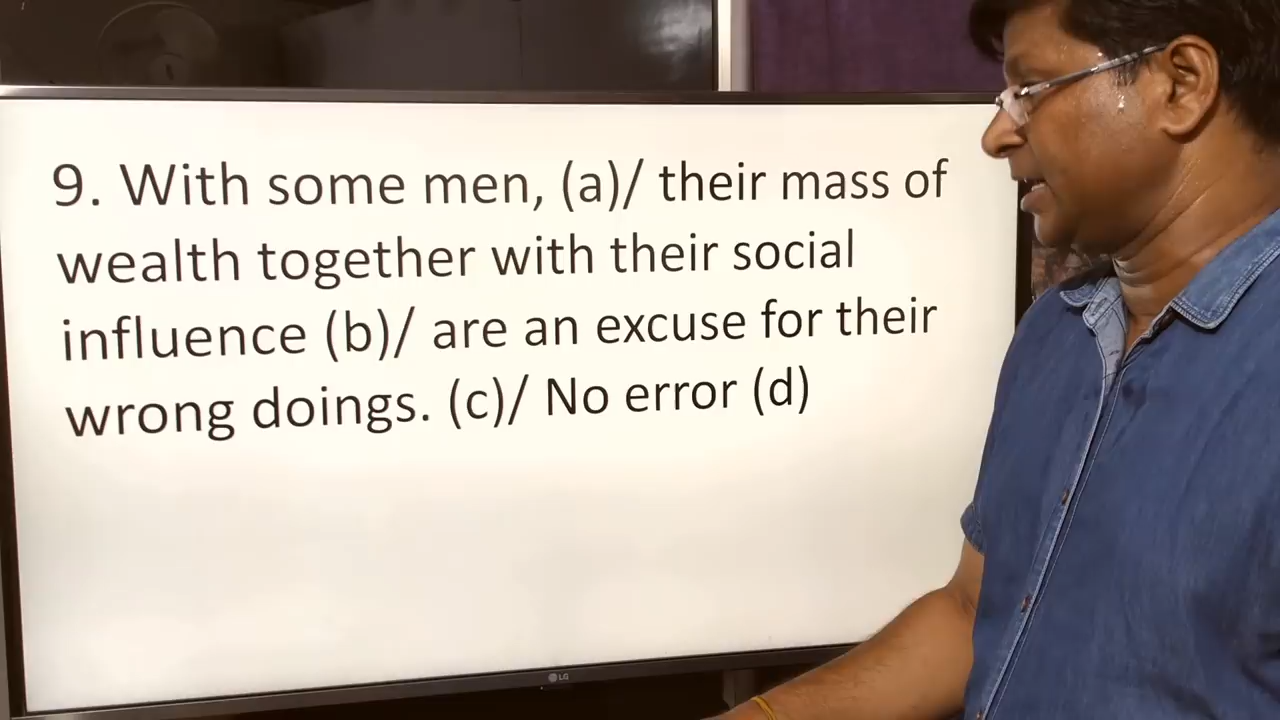 9. With some men, (a)/ their mass of
wealth together with their social
influence (b)/ are an excuse for their
wrong doings. (c)/ No error (d)
LG